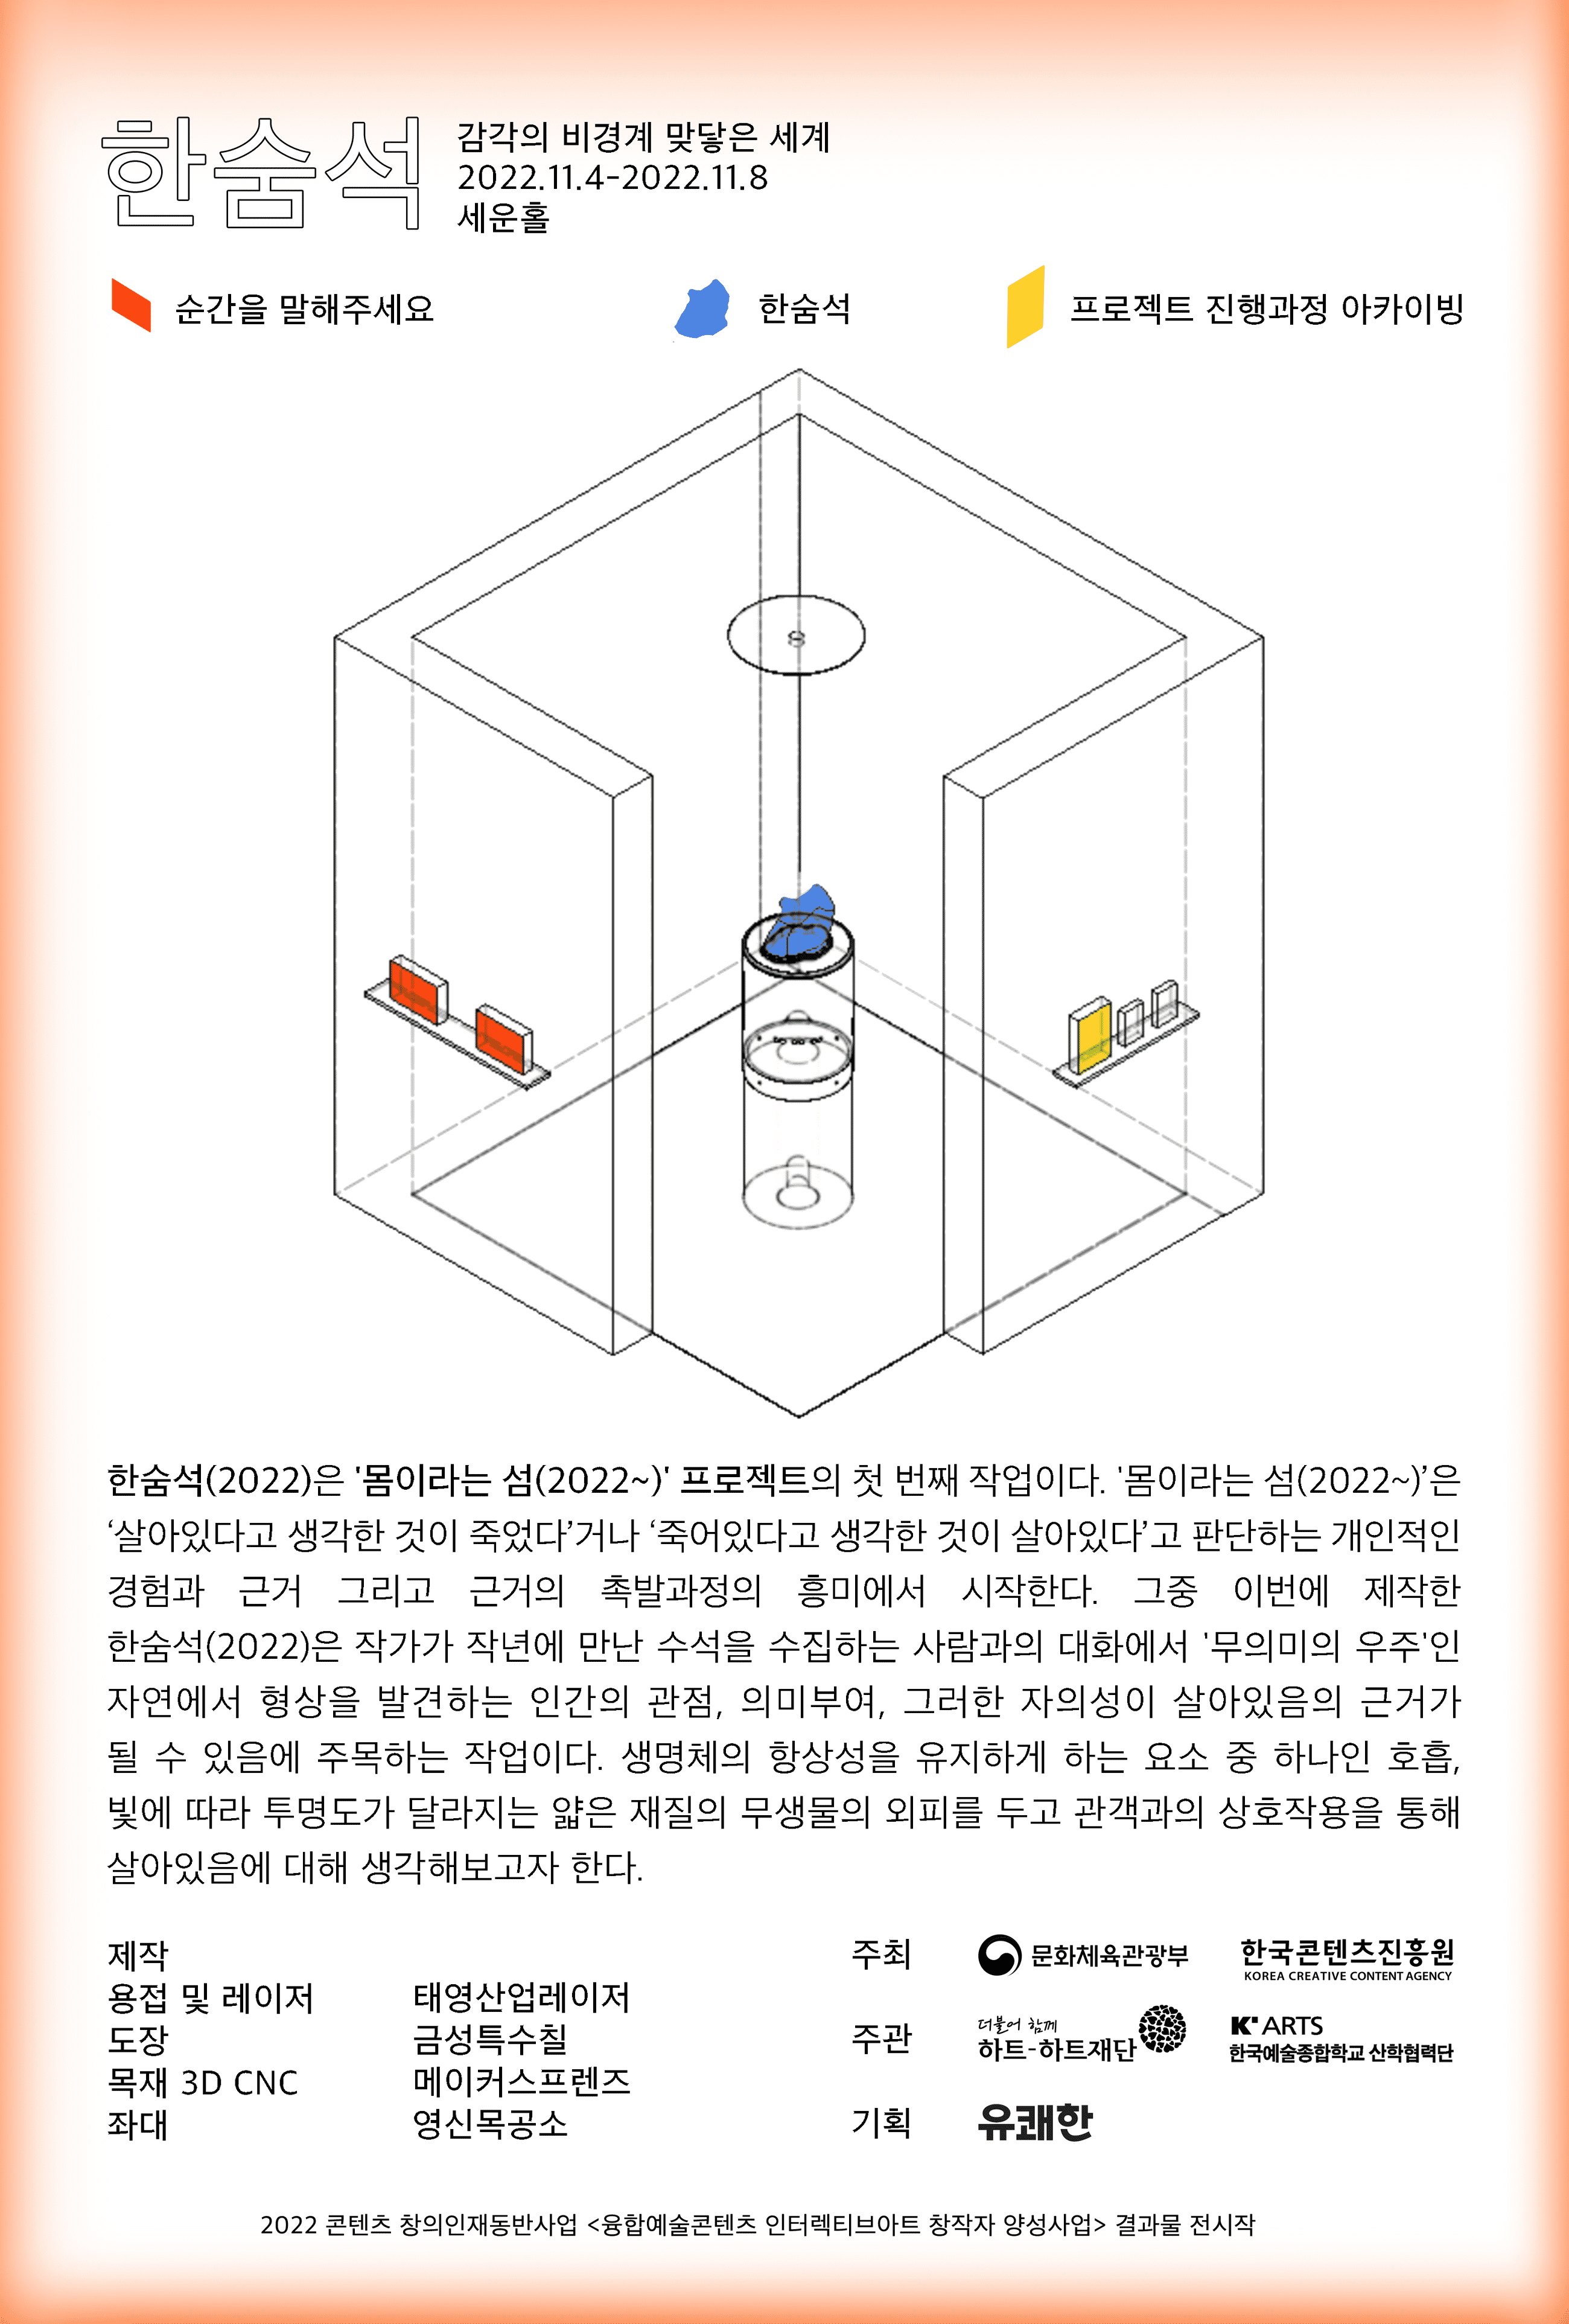 한숨석
감각의 비경계 맞닿은 세계
2022.11.4-2022.11.8
세운홀
순간을 말해주세요
한숨석
프로젝트 진행과정 아카이빙
한숨석(2022)은 '몸이라는 섬(2022~)' 프로젝트의 첫 번째 작업이다. '몸이라는 섬(2022~)’은
‘살아있다고 생각한 것이 죽었다’거나 ‘죽어있다고 생각한 것이 살아있다’고 판단하는 개인적인
경험과 근거 그리고 근거의 촉발과정의 흥미에서 시작한다. 그중 이번에 제작한
한숨석(2022)은 작가가 작년에 만난 수석을 수집하는 사람과의 대화에서 '무의미의 우주'인
자연에서 형상을 발견하는 인간의 관점, 의미부여, 그러한 자의성이 살아있음의 근거가
될 수 있음에 주목하는 작업이다. 생명체의 항상성을 유지하게 하는 요소 중 하나인 호흡,
빛에 따라 투명도가 달라지는 얇은 재질의 무생물의 외피를 두고 관객과의 상호작용을 통해
살아있음에 대해 생각해보고자 한다.
제작
용접 및 레이저 태영산업레이저
도장 금성특수칠
목재 3D CNC 메이커스프렌즈
좌대 영신목공소
주최 문화체육관광부 한국콘텐츠진흥원
KOREA CREATIVE CONTENT AGENCY
주관 더불어 함께
하트-하트재단
K'ARTS
한국예술종합학교 산학협력단
기획 유쾌한
2022 콘텐츠 창의인재동반사업 <융합예술콘텐츠 인터렉티브아트 창작자 양성사업> 결과물 전시작